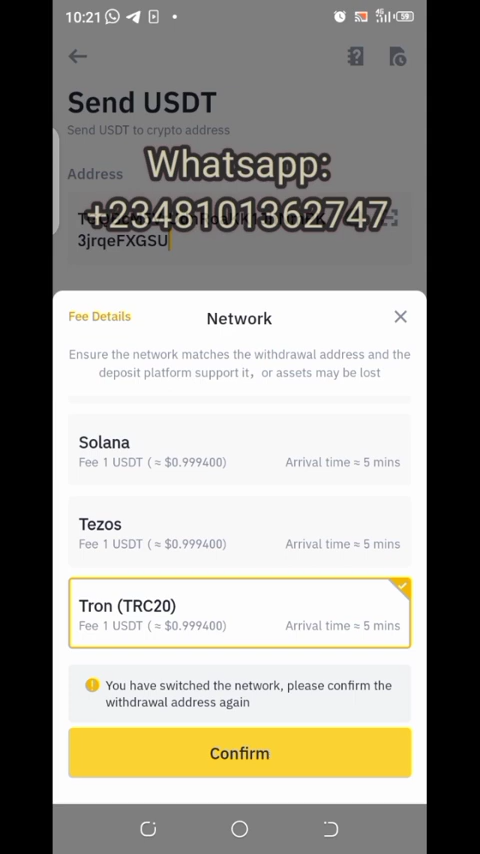 10:21
59
Send USDT
Send USDT to crypto address
Address
Whatsapp:
+2348101362747
3jrqeFXGSU
Fee Details
Network
Ensure the network matches the withdrawal address and the
deposit platform support it, or assets may be lost
Solana
Fee 1 USDT ( ≈ $0.999400)
Arrival time ≈ 5 mins
Tezos
Fee 1 USDT ( ≈ $0.999400)
Arrival time ≈ 5 mins
Tron (TRC20)
Fee 1 USDT ( ≈ $0.999400)
Arrival time ≈ 5 mins
You have switched the network, please confirm the
withdrawal address again
Confirm